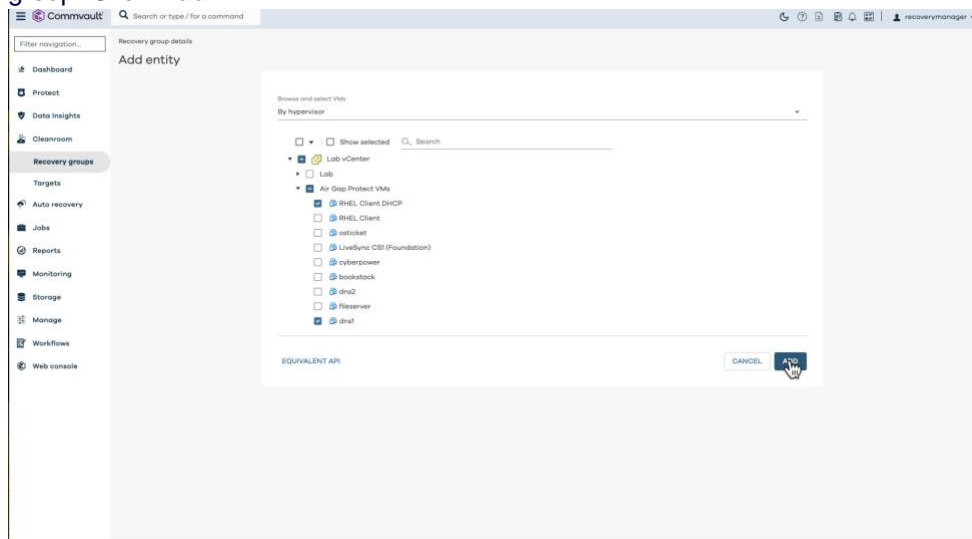 Commvault
Search or type / for a command
recoverymanager
Filter navigation...
Dashboard
Protect
Data Insights
Cleanroom
Recovery groups
Targets
Auto recovery
Jobs
Reports
Monitoring
Storage
Manage
Workflows
Web console
Recovery group details
Add entity
Browse and select VMs
By hypervisor
Show selected
Search
Lab vCenter
Lab
Air Gap Protect VMs
RHEL Client DHCP
RHEL Client
osticket
LiveSync CS1 (Foundation)
cyberpower
bookstack
dns2
fileserver
dns1
EQUIVALENT API
CANCEL
ADD